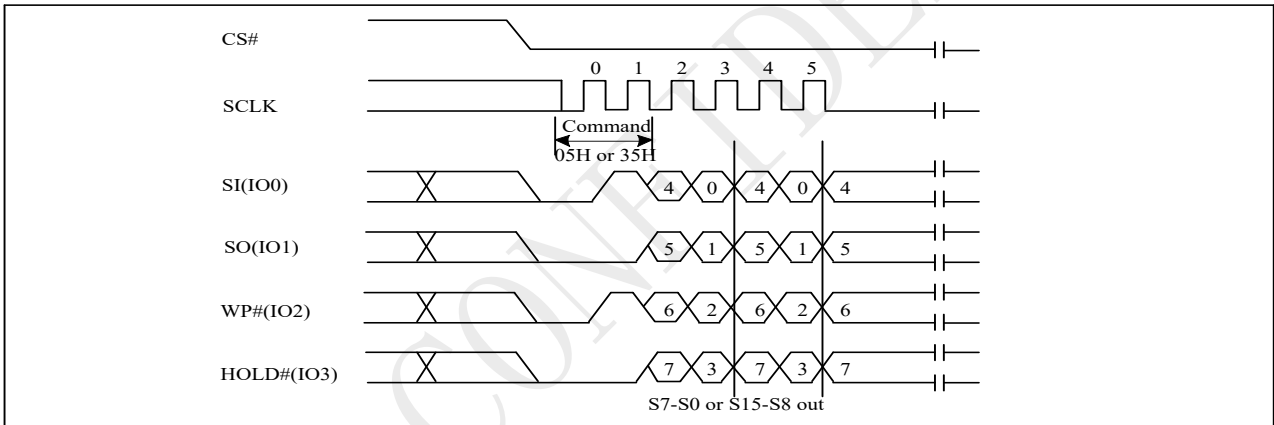 CS#
0 1 2 3 4 5
SCLK
Command
05H or 35H
SI(IO0) 4 0 4 0 4
SO(IO1) 5 1 5 1 5
WP#(IO2) 6 2 6 2 6
HOLD#(IO3) 7 3 7 3 7
S7-S0 or S15-S8 out